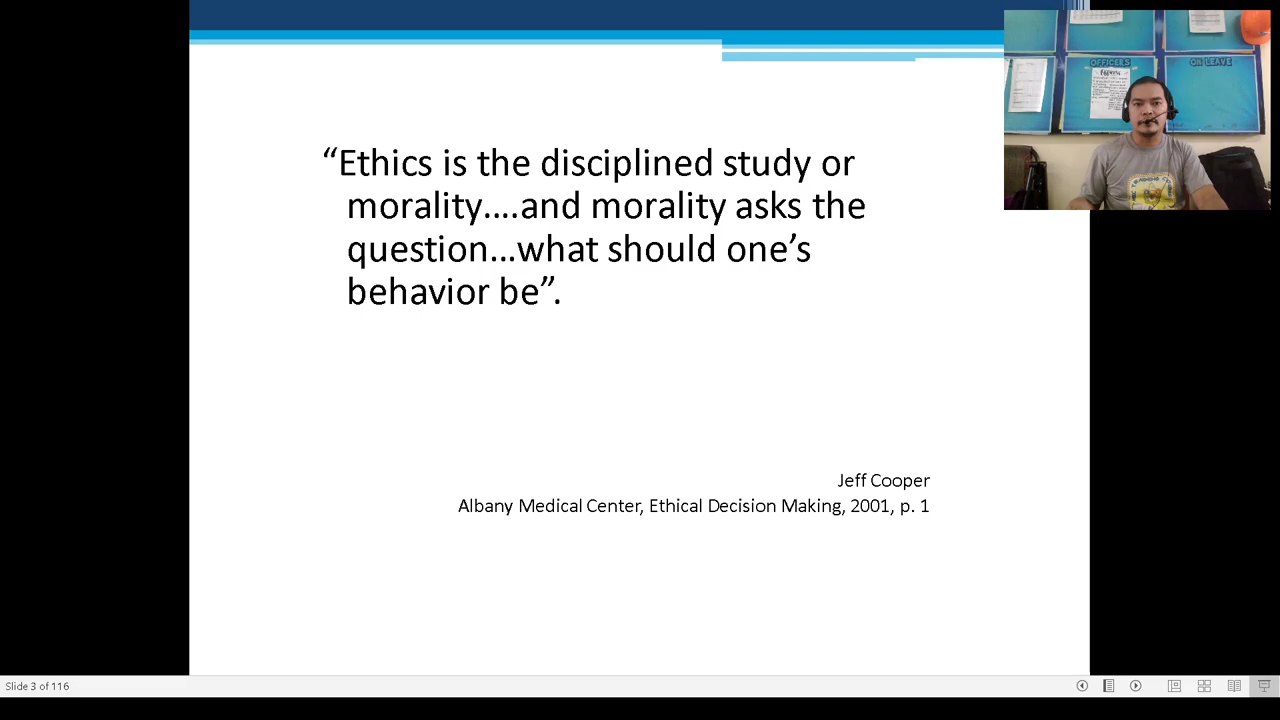 “Ethics is the disciplined study or
morality....and morality asks the
question...what should one’s
behavior be”.
Jeff Cooper
Albany Medical Center, Ethical Decision Making, 2001, p. 1
OFFICERS
ON LEAVE
Slide 3 of 116